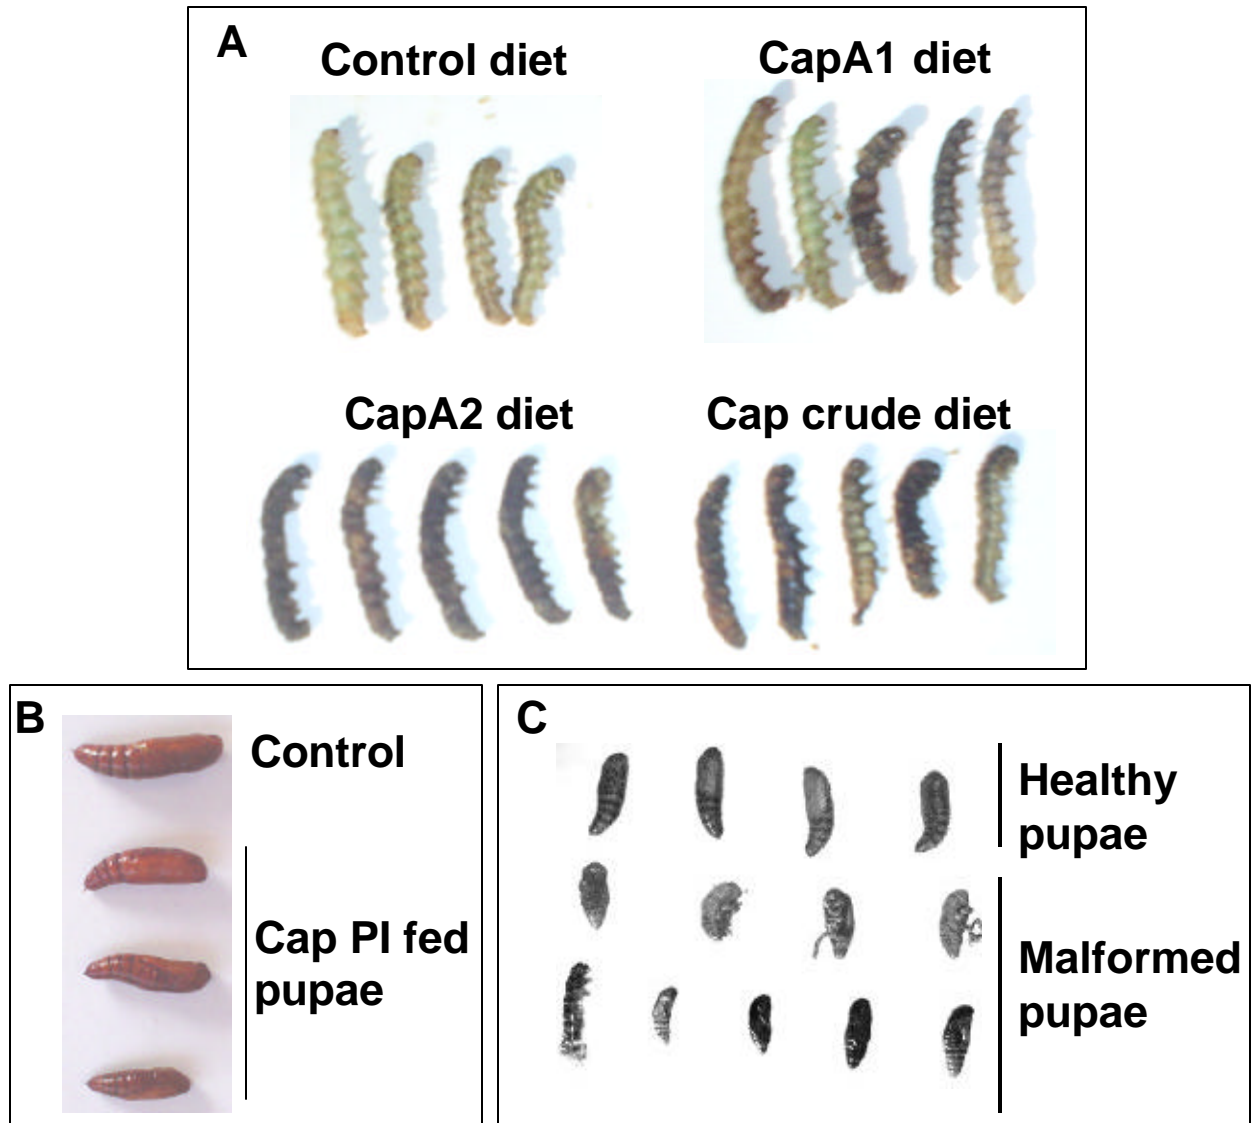 A
Control diet
CapA1 diet
CapA2 diet
Cap crude diet
B
Control
Cap PI fed
pupae
C
Healthy
pupae
Malformed
pupae